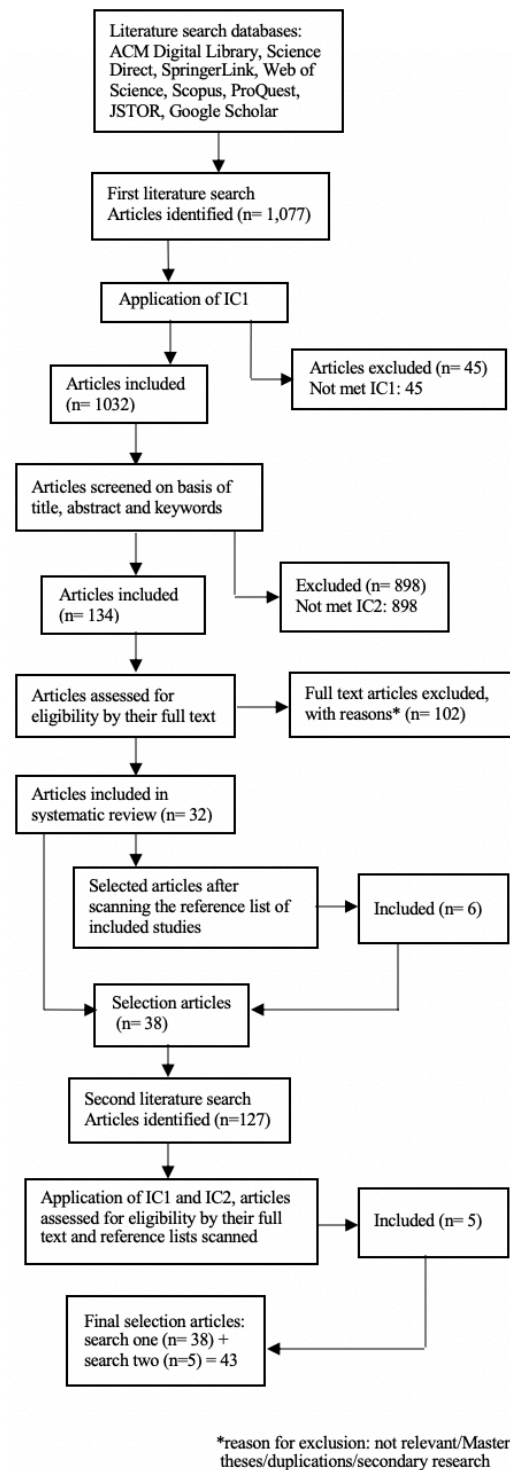 Literature search databases:
ACM Digital Library, Science
Direct, SpringerLink, Web of
Science, Scopus, ProQuest,
JSTOR, Google Scholar
First literature search
Articles identified (n= 1,077)
Application of IC1
Articles excluded (n= 45)
Not met IC1: 45
Articles included
(n= 1032)
Articles screened on basis of
title, abstract and keywords
Excluded (n= 898)
Not met IC2: 898
Articles included
(n= 134)
Articles assessed for
eligibility by their full text
Full text articles excluded,
with reasons* (n= 102)
Articles included in
systematic review (n= 32)
Selected articles after
scanning the reference list of
included studies
Included (n= 6)
Selection articles
(n= 38)
Second literature search
Articles identified (n=127)
Application of IC1 and IC2, articles
assessed for eligibility by their full
text and reference lists scanned
Included (n= 5)
Final selection articles:
search one (n= 38) +
search two (n=5) = 43
*reason for exclusion: not relevant/Master
theses/duplications/secondary research